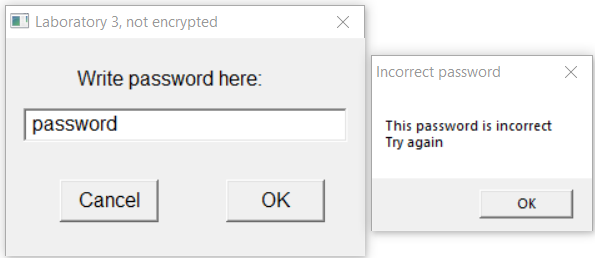 Laboratory 3, not encrypted
Write password here:
password
Cancel
OK
Incorrect password
This password is incorrect
Try again
OK